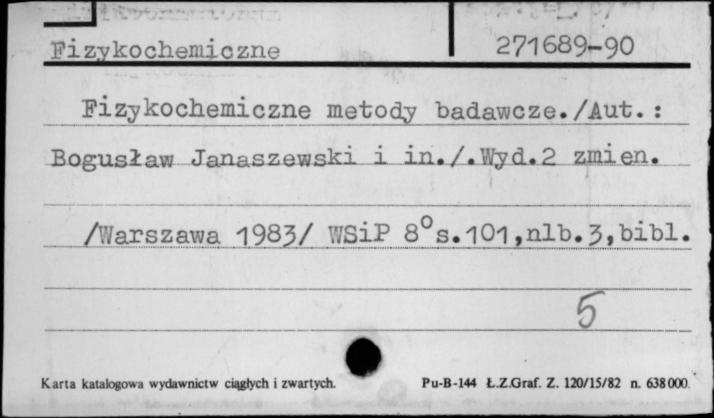 Fizykochemiczne
271689-90
Fizykochemiczne metody badawcze./Aut.:
Bogusław Janaszewski i in./.Wyd.2 zmien.
/Warszawa 1983/ WSiP 8°s.101,nlb.3,bibl.
5
Karta katalogowa wydawnictw ciągłych i zwartych.
Pu-B-144 Ł.Z.Graf. Z. 120/15/82 n. 638000